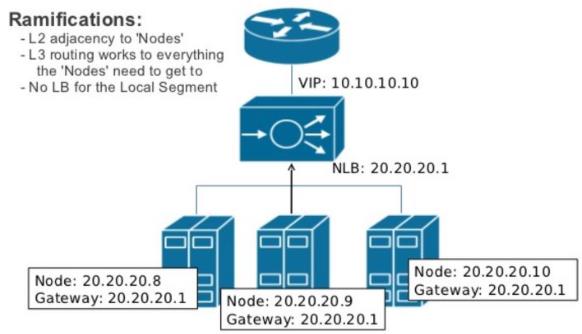 Ramifications:
- L2 adjacency to 'Nodes'
- L3 routing works to everything
the 'Nodes' need to get to
- No LB for the Local Segment
VIP: 10.10.10.10
NLB: 20.20.20.1
Node: 20.20.20.8
Gateway: 20.20.20.1
Node: 20.20.20.9
Gateway: 20.20.20.1
Node: 20.20.20.10
Gateway: 20.20.20.1